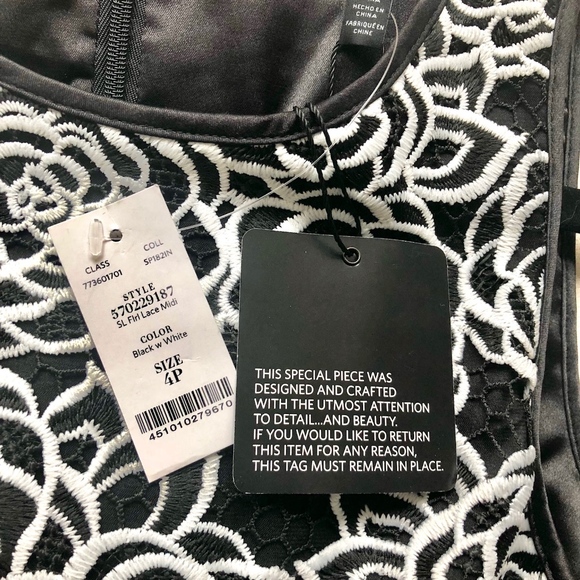 HECHO EN
CHINA
FABRIQUÉ EN
CHINE
CLASS COLL
773601701 SP182IN
STYLE
570229187
SL Flrl Lace Midi
COLOR
Black w White
SIZE
4P
451010279670
THIS SPECIAL PIECE WAS
DESIGNED AND CRAFTED
WITH THE UTMOST ATTENTION
TO DETAIL...AND BEAUTY.
IF YOU WOULD LIKE TO RETURN
THIS ITEM FOR ANY REASON,
THIS TAG MUST REMAIN IN PLACE.